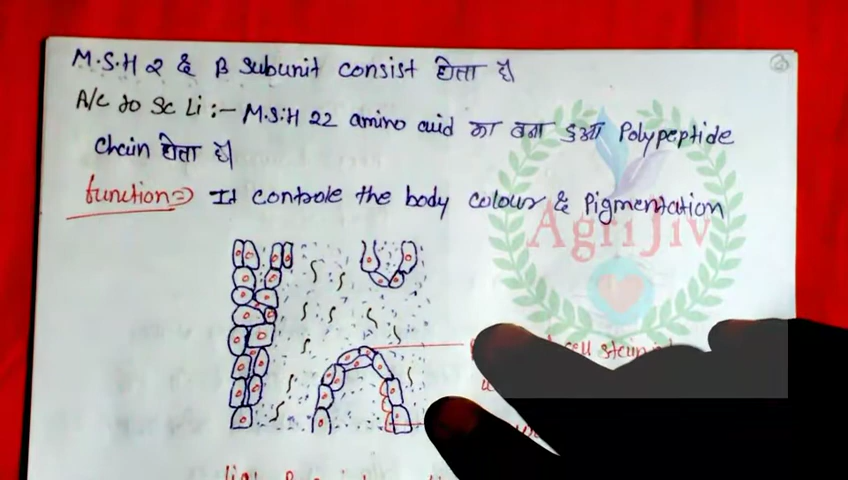 M.S.H α & β Subunit consist होता है।
A/c to Sc Li :- M.S.H 22 amino acid का बना हुआ Polypeptide
Chain होता है।
function => It controle the body colour & Pigmentation
AgriJiv
cell